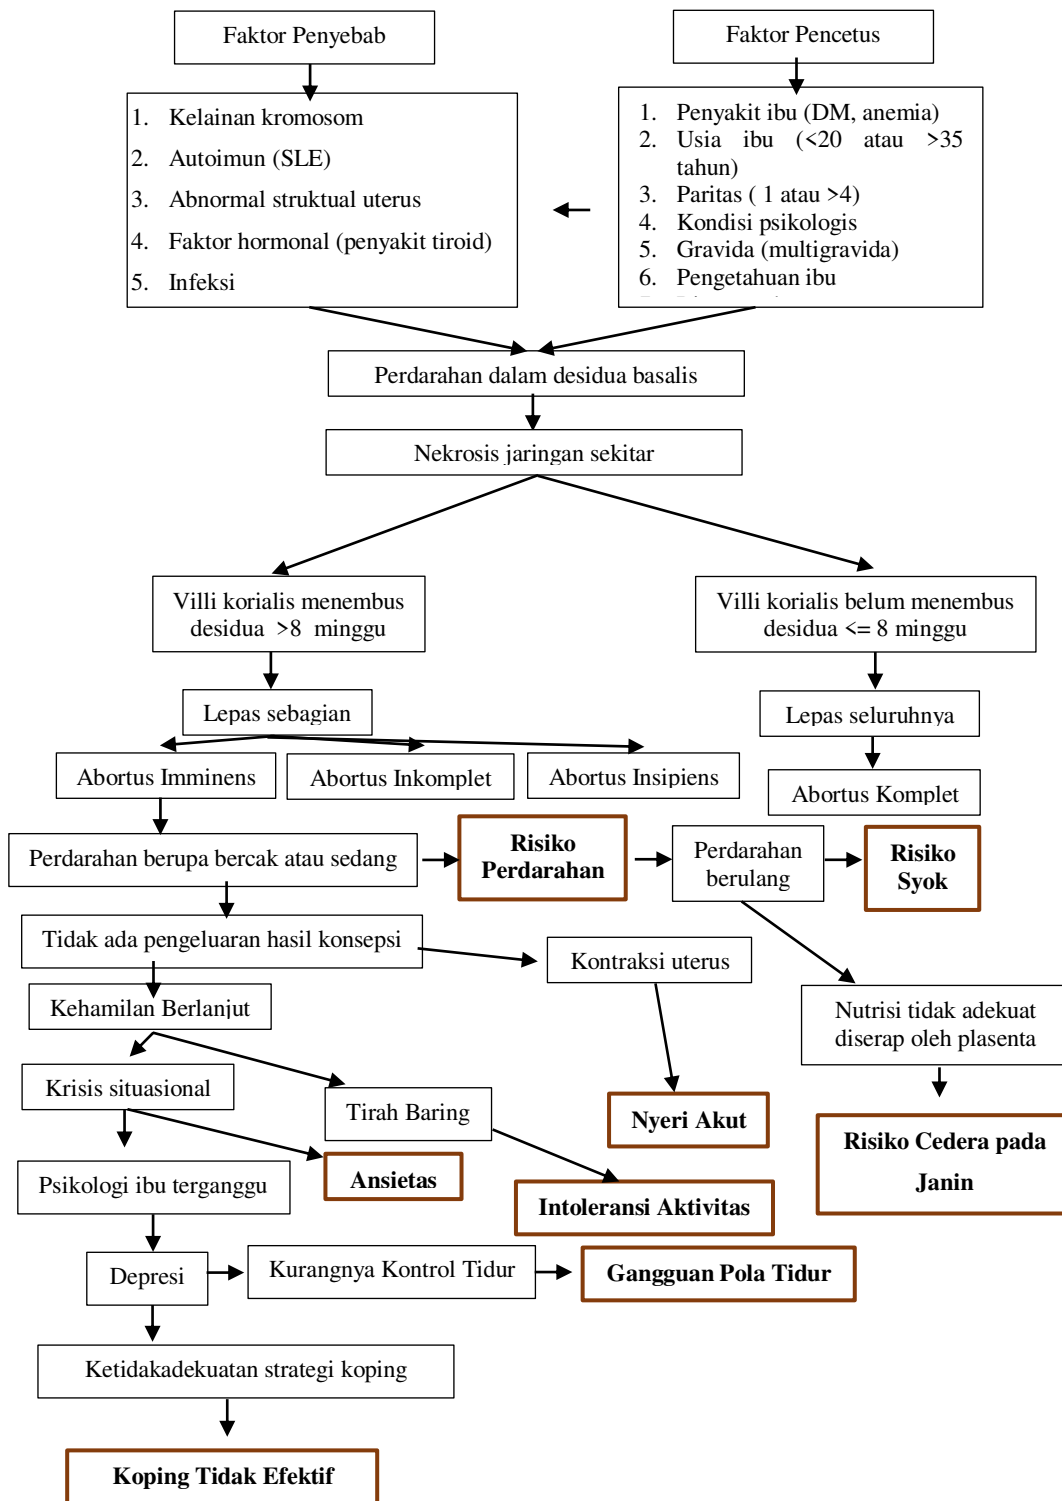 Faktor Penyebab
Faktor Pencetus
1. Kelainan kromosom
2. Autoimun (SLE)
3. Abnormal struktual uterus
4. Faktor hormonal (penyakit tiroid)
5. Infeksi
1. Penyakit ibu (DM, anemia)
2. Usia ibu (<20 atau >35
tahun)
3. Paritas ( 1 atau >4)
4. Kondisi psikologis
5. Gravida (multigravida)
6. Pengetahuan ibu
Perdarahan dalam desidua basalis
Nekrosis jaringan sekitar
Villi korialis menembus
desidua >8 minggu
Villi korialis belum menembus
desidua <= 8 minggu
Lepas sebagian
Lepas seluruhnya
Abortus Imminens
Abortus Inkomplet
Abortus Insipiens
Abortus Komplet
Perdarahan berupa bercak atau sedang
Risiko
Perdarahan
Perdarahan
berulang
Risiko
Syok
Tidak ada pengeluaran hasil konsepsi
Kontraksi uterus
Kehamilan Berlanjut
Nutrisi tidak adekuat
diserap oleh plasenta
Krisis situasional
Tirah Baring
Nyeri Akut
Risiko Cedera pada
Janin
Psikologi ibu terganggu
Ansietas
Intoleransi Aktivitas
Depresi
Kurangnya Kontrol Tidur
Gangguan Pola Tidur
Ketidakadekuatan strategi koping
Koping Tidak Efektif